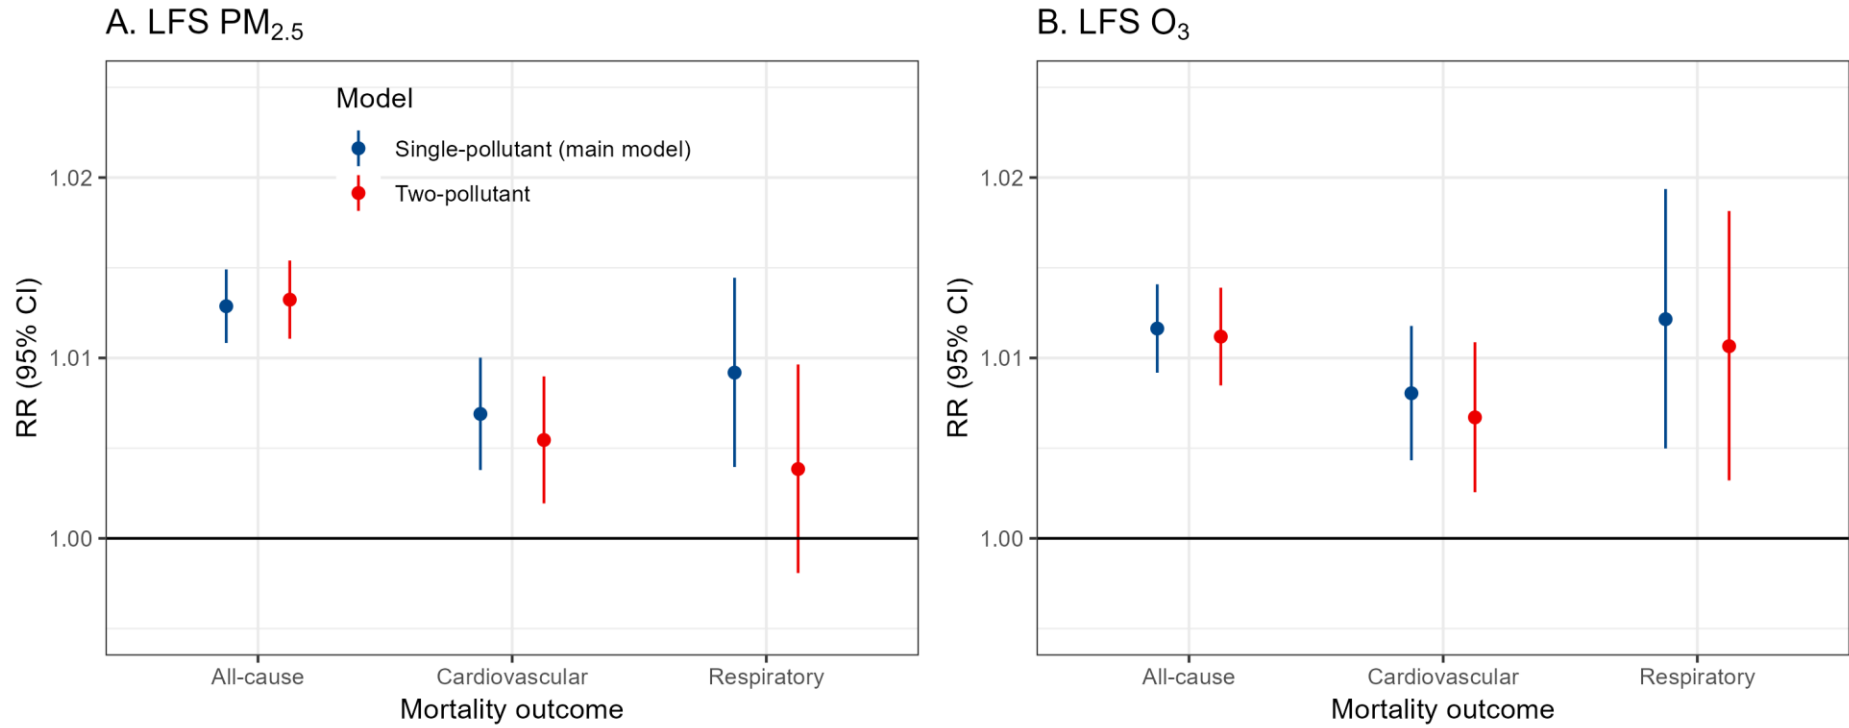 A. LFS PM2.5
Model
Single-pollutant (main model)
Two-pollutant
1.02
1.01
1.00
RR (95% CI)
All-cause
Cardiovascular
Respiratory
Mortality outcome
B. LFS O3
1.02
1.01
1.00
RR (95% CI)
All-cause
Cardiovascular
Respiratory
Mortality outcome